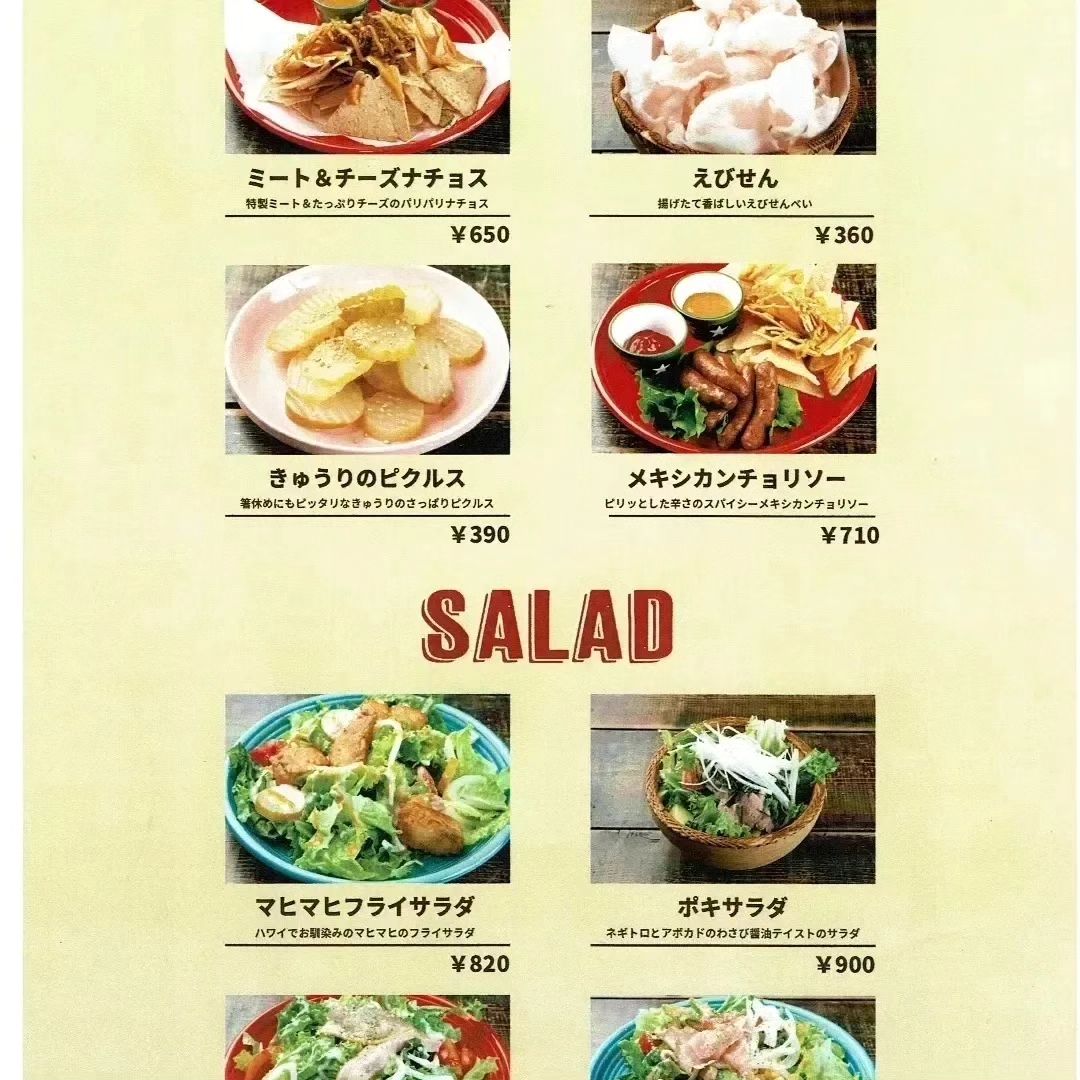 ミート＆チーズナチョス
特製ミート＆たっぷりチーズのパリパリナチョス
￥650
えびせん
揚げたて香ばしいえびせんべい
￥360
きゅうりのピクルス
箸休めにもピッタリなきゅうりのさっぱりピクルス
￥390
メキシカンチョリソー
ピリッとした辛さのスパイシーメキシカンチョリソー
￥710
SALAD
マヒマヒフライサラダ
ハワイでお馴染みのマヒマヒのフライサラダ
￥820
ポキサラダ
ネギトロとアボカドのわさび醤油テイストのサラダ
￥900